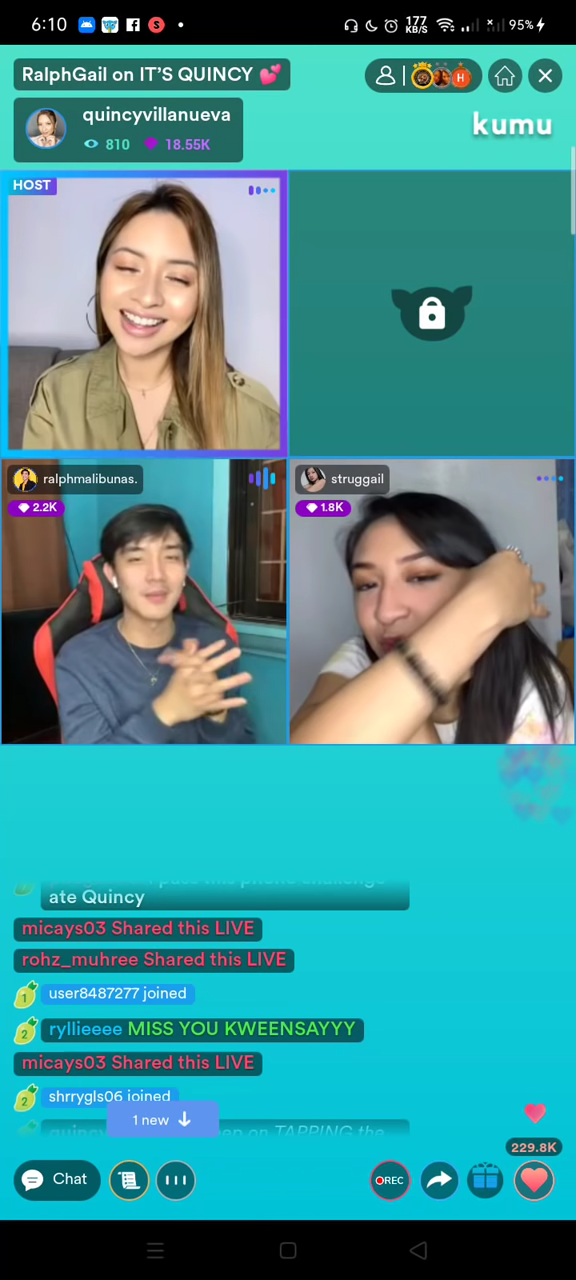 6:10
S
177
KB/S
95%
RalphGail on IT'S QUINCY 💕
H
quincyvillanueva
810
18.55K
kumu
HOST
ralphmalibunas.
2.2K
struggail
1.8K
ate Quincy
micays03 Shared this LIVE
rohz_muhree Shared this LIVE
1 user8487277 joined
2 ryllieeee MISS YOU KWEENSAYYY
micays03 Shared this LIVE
2 shrrygls06 joined
1 new
TAPPING the
229.8K
Chat
REC